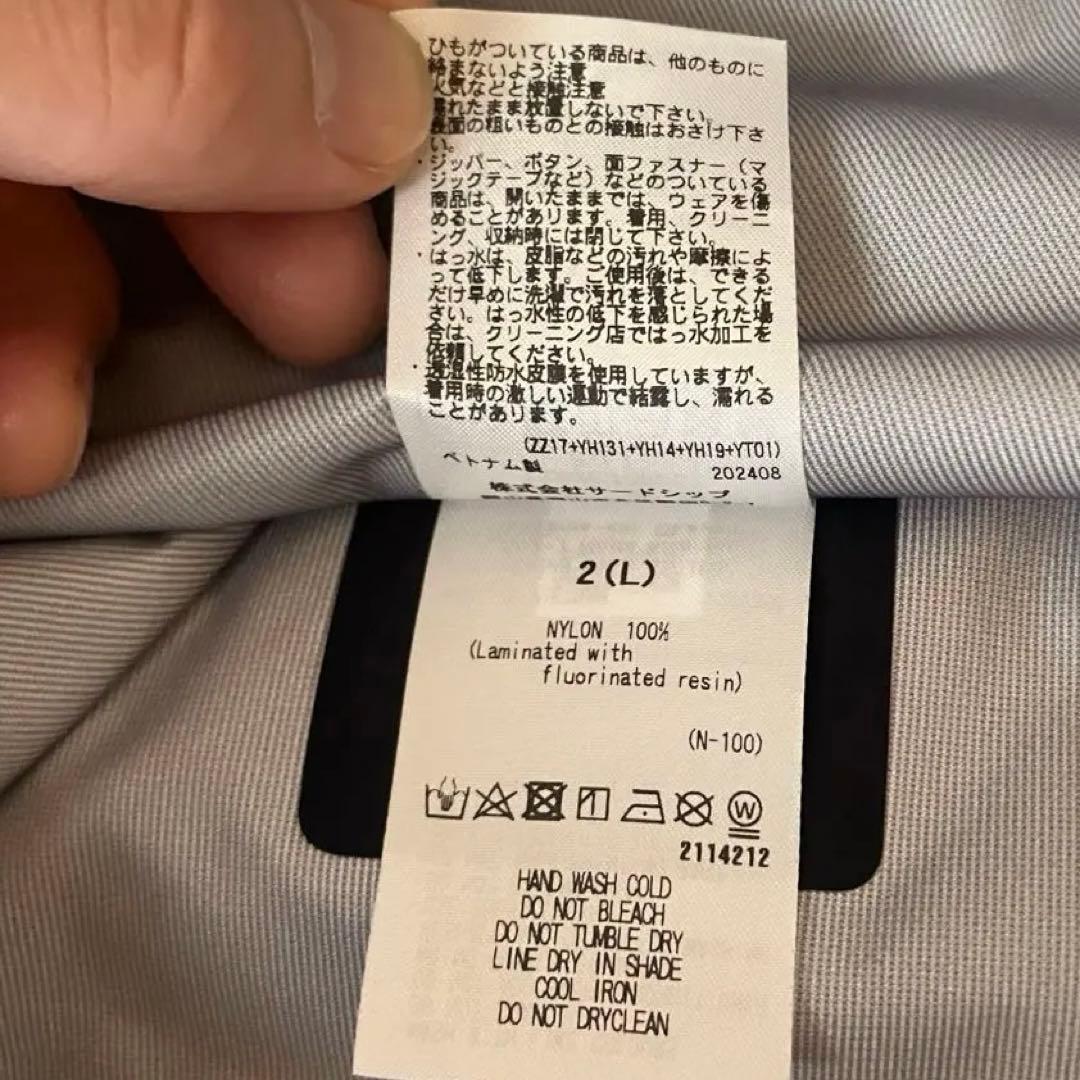 ひもがついている商品は、他のものに
絡まないよう注意
火気などと接触注意
濡れたまま放置しないで下さい。
表面の粗いものとの接触はおさけ下さ
い。
・ジッパー、ボタン、面ファスナー（マ
ジックテープなど）などのついている
商品は、開いたままでは、ウェアを傷
めることがあります。着用、クリーニ
ング、収納時には閉じて下さい。
・はっ水は、皮脂などの汚れや摩擦によ
って低下します。ご使用後は、できる
だけ早めに洗濯で汚れを落としてくだ
さい。はっ水性の低下を感じられた場
合は、クリーニング店ではっ水加工を
依頼してください。
・透湿性防水皮膜を使用していますが、
着用時の激しい運動で結露し、濡れる
ことがあります。
(ZZ17+YH131+YH14+YH19+YT01)
ベトナム製 202408
株式会社サードシップ
2(L)
NYLON 100%
(Laminated with
fluorinated resin)
(N-100)
W
2114212
HAND WASH COLD
DO NOT BLEACH
DO NOT TUMBLE DRY
LINE DRY IN SHADE
COOL IRON
DO NOT DRYCLEAN